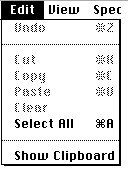 Edit View Spec
Undo ⌘Z
Cut ⌘X
Copy ⌘C
Paste ⌘V
Clear
Select All ⌘A
Show Clipboard